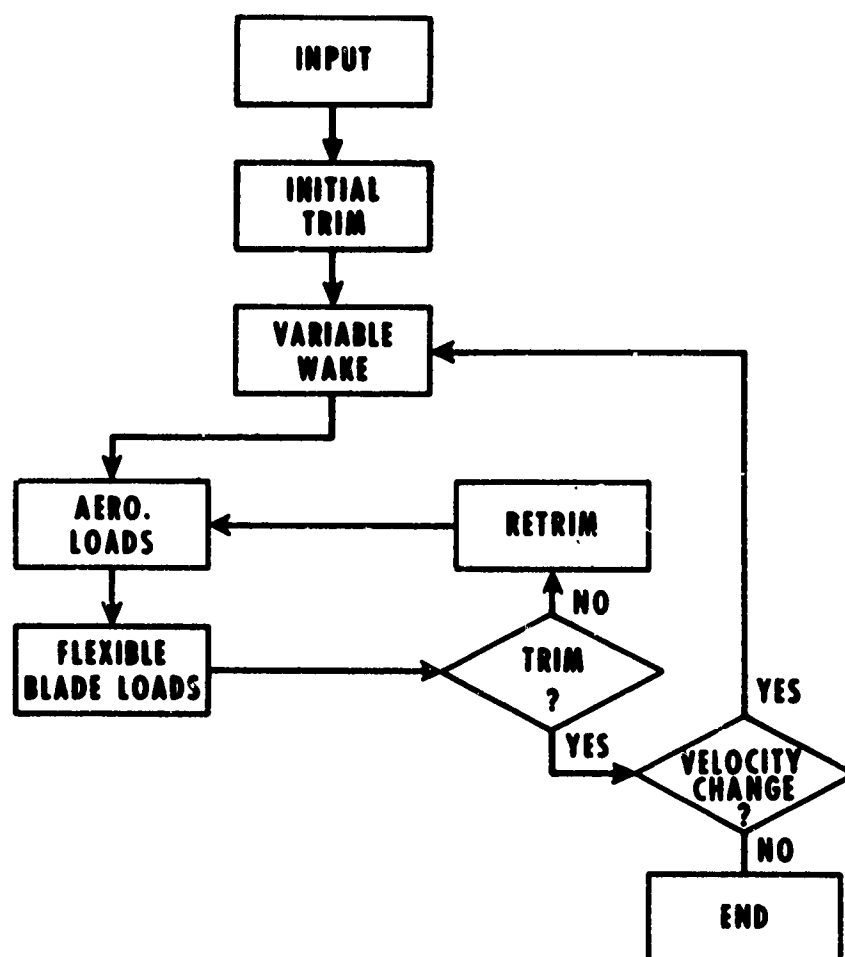 INPUT
INITIAL
TRIM
VARIABLE
WAKE
AERO.
LOADS
RETRIM
NO
FLEXIBLE
BLADE LOADS
TRIM
?
YES
YES
VELOCITY
CHANGE
?
NO
END